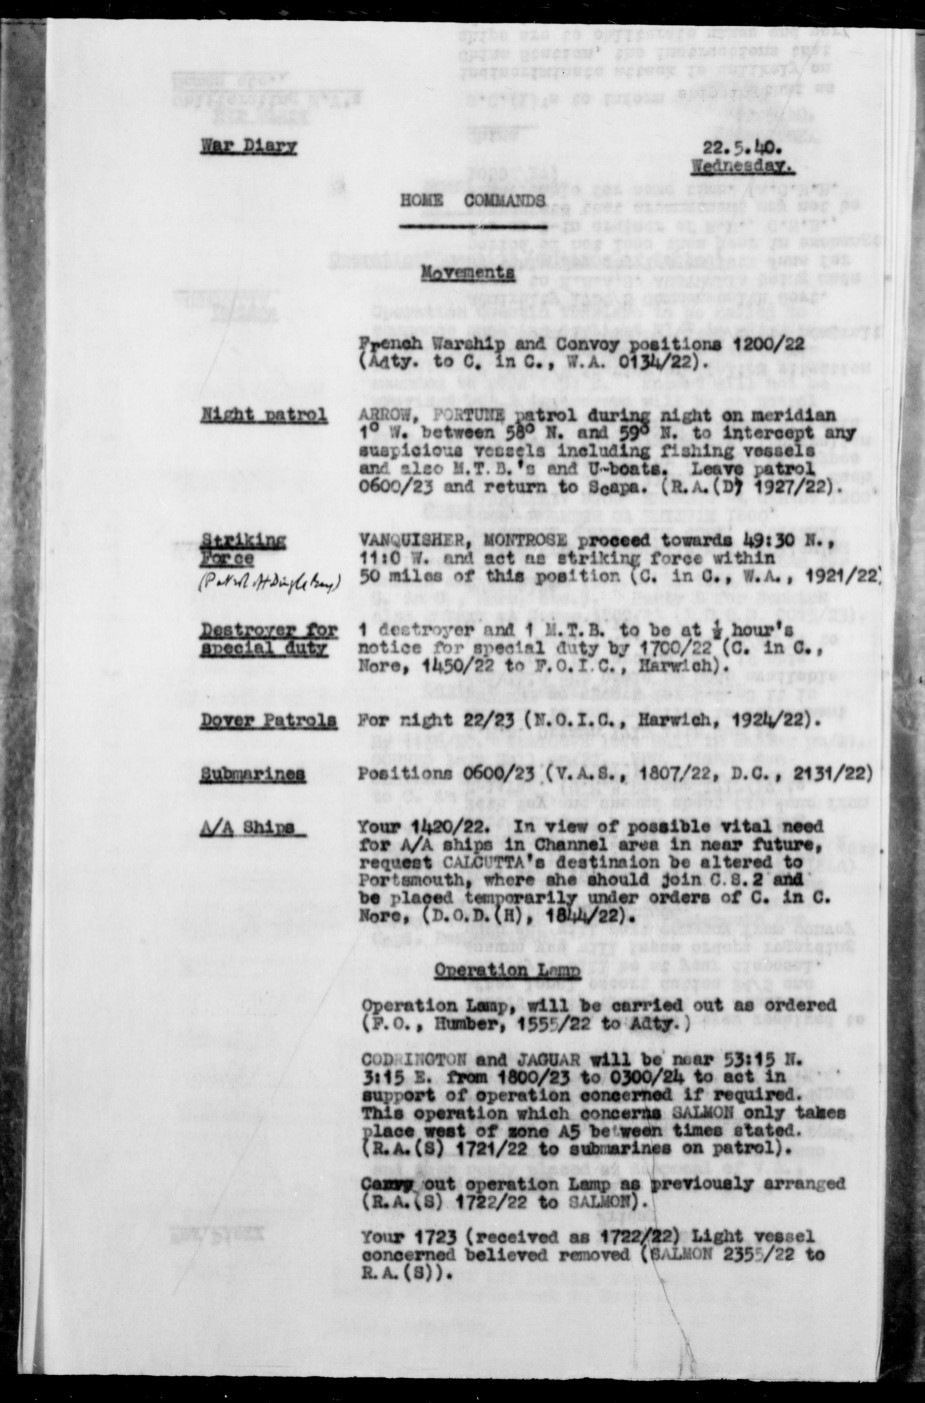 War Diary
22.5.40.
Wednesday.
HOME COMMANDS
Movements
French Warship and Convoy positions 1200/22
(Adty. to C. in C., W.A. 0134/22).
Night patrol
ARROW, FORTUNE patrol during night on meridian
1° W. between 58° N. and 59° N. to intercept any
suspicious vessels including fishing vessels
and also M.T.B.'s and U-boats. Leave patrol
0600/23 and return to Scapa. (R.A.(D) 1927/22).
Striking
Force
(Patrol off Dingle Bay)
VANQUISHER, MONTROSE proceed towards 49:30 N.,
11:0 W. and act as striking force within
50 miles of this position (C. in C., W.A., 1921/22)
Destroyer for
special duty
1 destroyer and 1 M.T.B. to be at ½ hour's
notice for special duty by 1700/22 (C. in C.,
Nore, 1450/22 to F.O.I.C., Harwich).
Dover Patrols
For night 22/23 (N.O.I.C., Harwich, 1924/22).
Submarines
Positions 0600/23 (V.A.S., 1807/22, D.C., 2131/22)
A/A Ships
Your 1420/22. In view of possible vital need
for A/A ships in Channel area in near future,
request CALCUTTA's destinaion be altered to
Portsmouth, where she should join C.S.2 and
be placed temporarily under orders of C. in C.
Nore, (D.O.D.(H), 1844/22).
Operation Lamp
Operation Lamp, will be carried out as ordered
(F.O., Humber, 1555/22 to Adty.)
CODRINGTON and JAGUAR will be near 53:15 N.
3:15 E. from 1800/23 to 0300/24 to act in
support of operation concerned if required.
This operation which concerns SALMON only takes
place west of zone A5 between times stated.
(R.A.(S) 1721/22 to submarines on patrol).
Carry out operation Lamp as previously arranged
(R.A.(S) 1722/22 to SALMON).
Your 1723 (received as 1722/22) Light vessel
concerned believed removed (SALMON 2355/22 to
R.A.(S)).